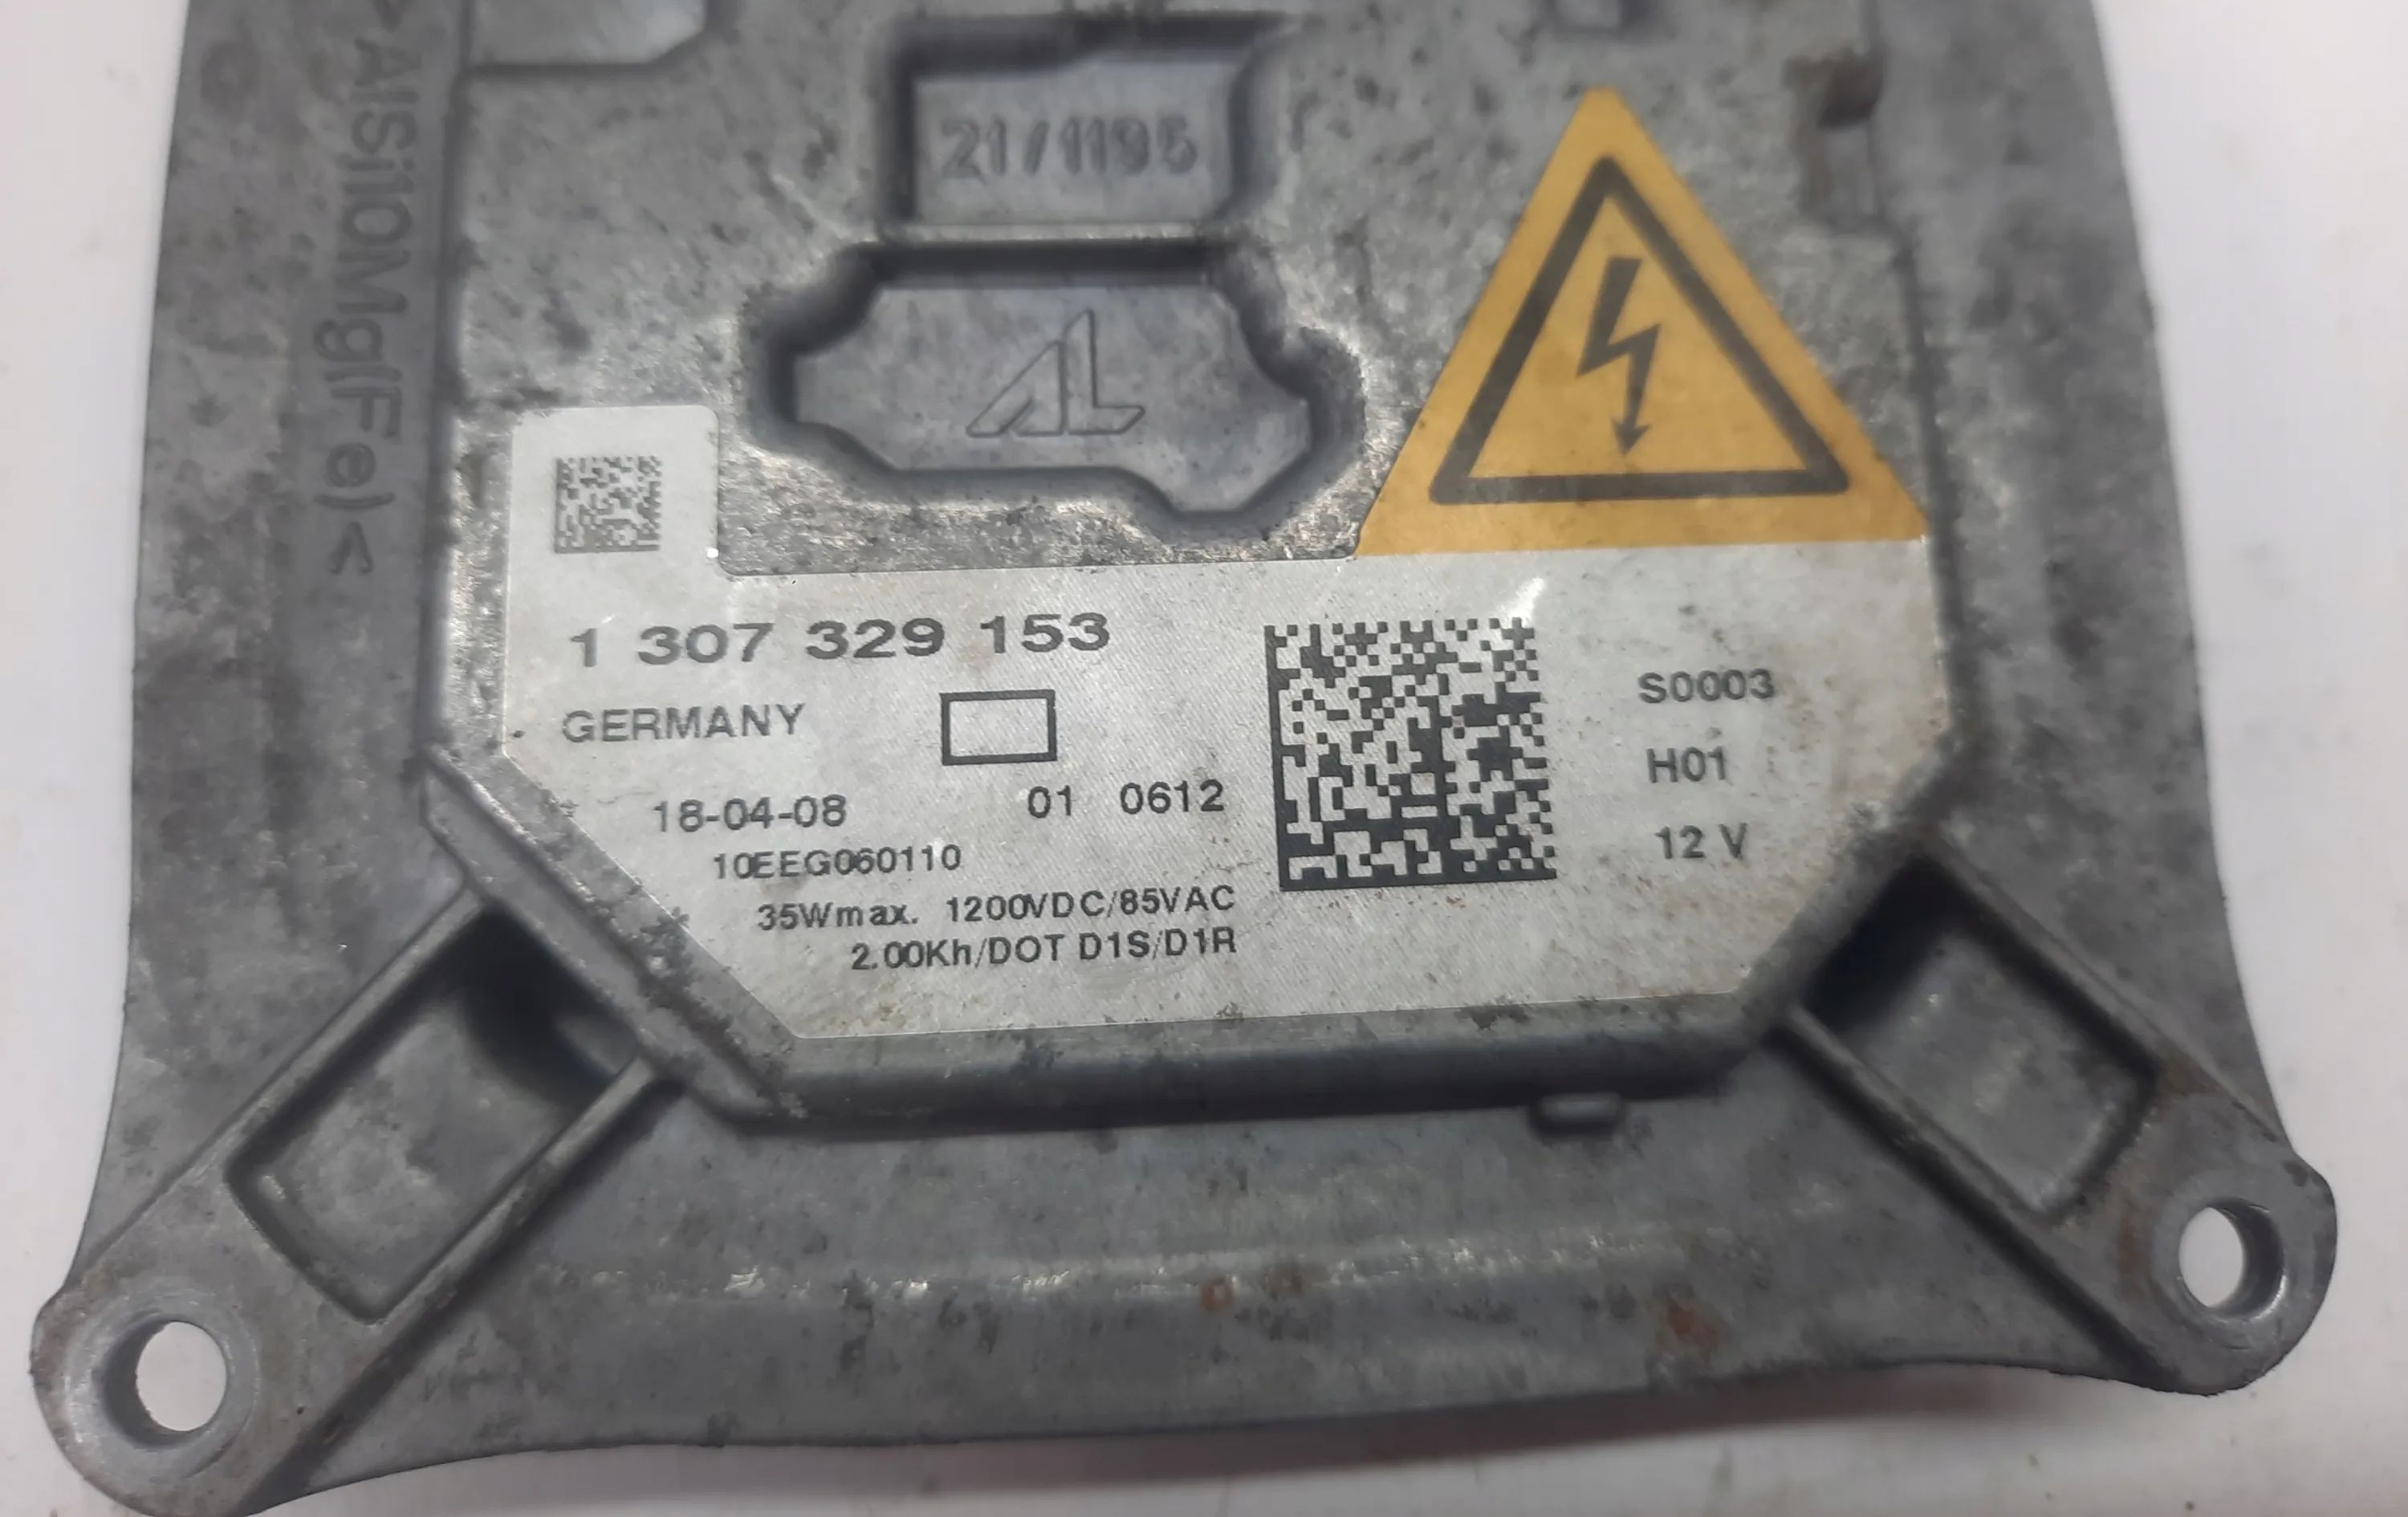 >AlSi10Mg(Fe)<
21/1195
AL
1 307 329 153
GERMANY
S0003
H01
18-04-08 01 0612
12 V
10EEG060110
35Wmax. 1200VDC/85VAC
2.00Kh/DOT D1S/D1R